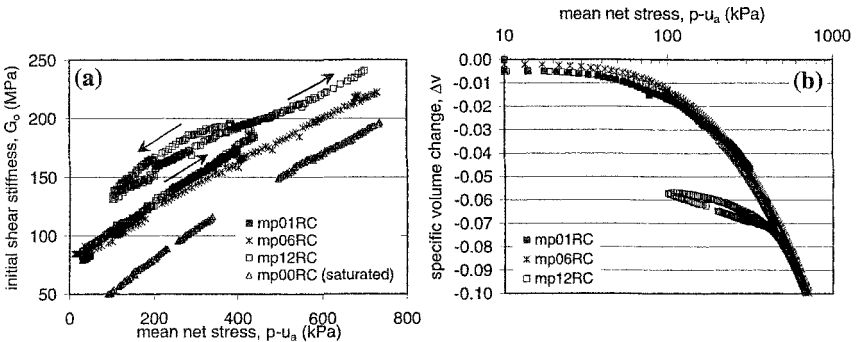 (a)
initial shear stiffness, Gₒ (MPa)
250
200
150
100
50
0
200
400
600
800
mean net stress, p-uₐ (kPa)
mp01RC
mp06RC
mp12RC
mp00RC (saturated)
mean net stress, p-uₐ (kPa)
10
100
1000
(b)
specific volume change, Δv
0.00
-0.01
-0.02
-0.03
-0.04
-0.05
-0.06
-0.07
-0.08
-0.09
-0.10
mp01RC
mp06RC
mp12RC